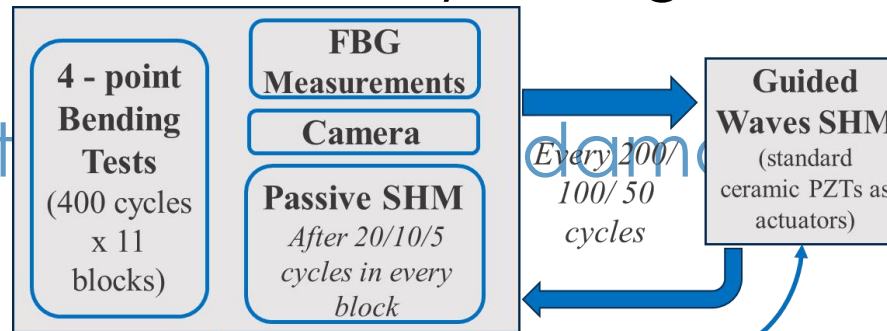 4 - point
Bending
Tests
(400 cycles
x 11
blocks)
FBG
Measurements
Camera
Passive SHM
After 20/10/5
cycles in every
block
Every 200/
100/ 50
cycles
Guided
Waves SHM
(standard
ceramic PZTs as
actuators)